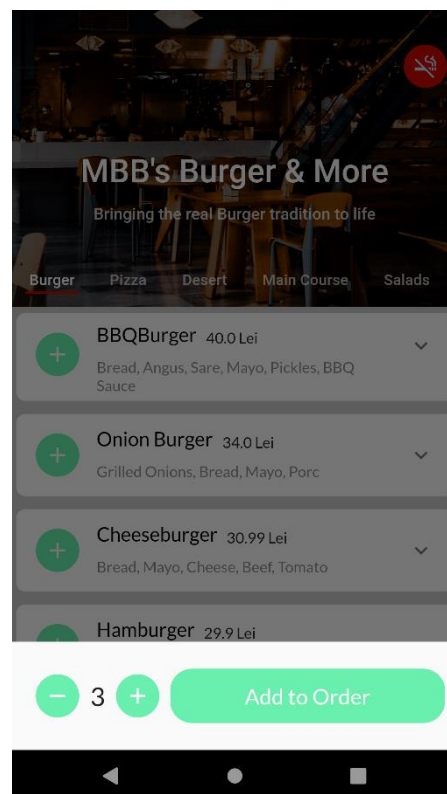 MBB's Burger & More
Bringing the real Burger tradition to life
Burger Pizza Desert Main Course Salads
BBQBurger 40.0 Lei
Bread, Angus, Sare, Mayo, Pickles, BBQ
Sauce
Onion Burger 34.0 Lei
Grilled Onions, Bread, Mayo, Porc
Cheeseburger 30.99 Lei
Bread, Mayo, Cheese, Beef, Tomato
Hamburger 29.9 Lei
3
Add to Order